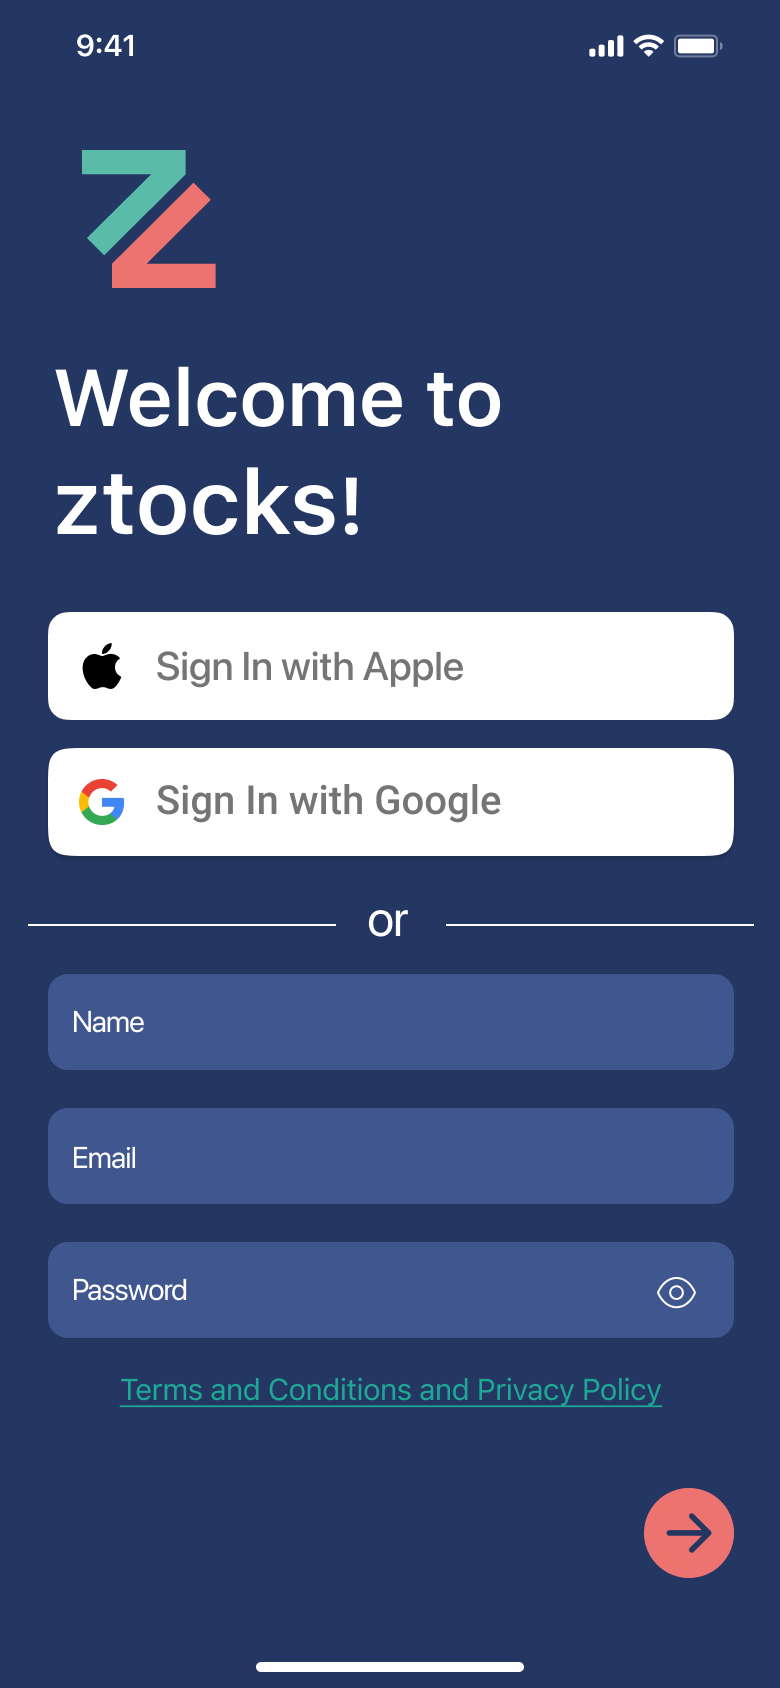 9:41
Welcome to
ztocks!
Sign In with Apple
Sign In with Google
or
Name
Email
Password
Terms and Conditions and Privacy Policy